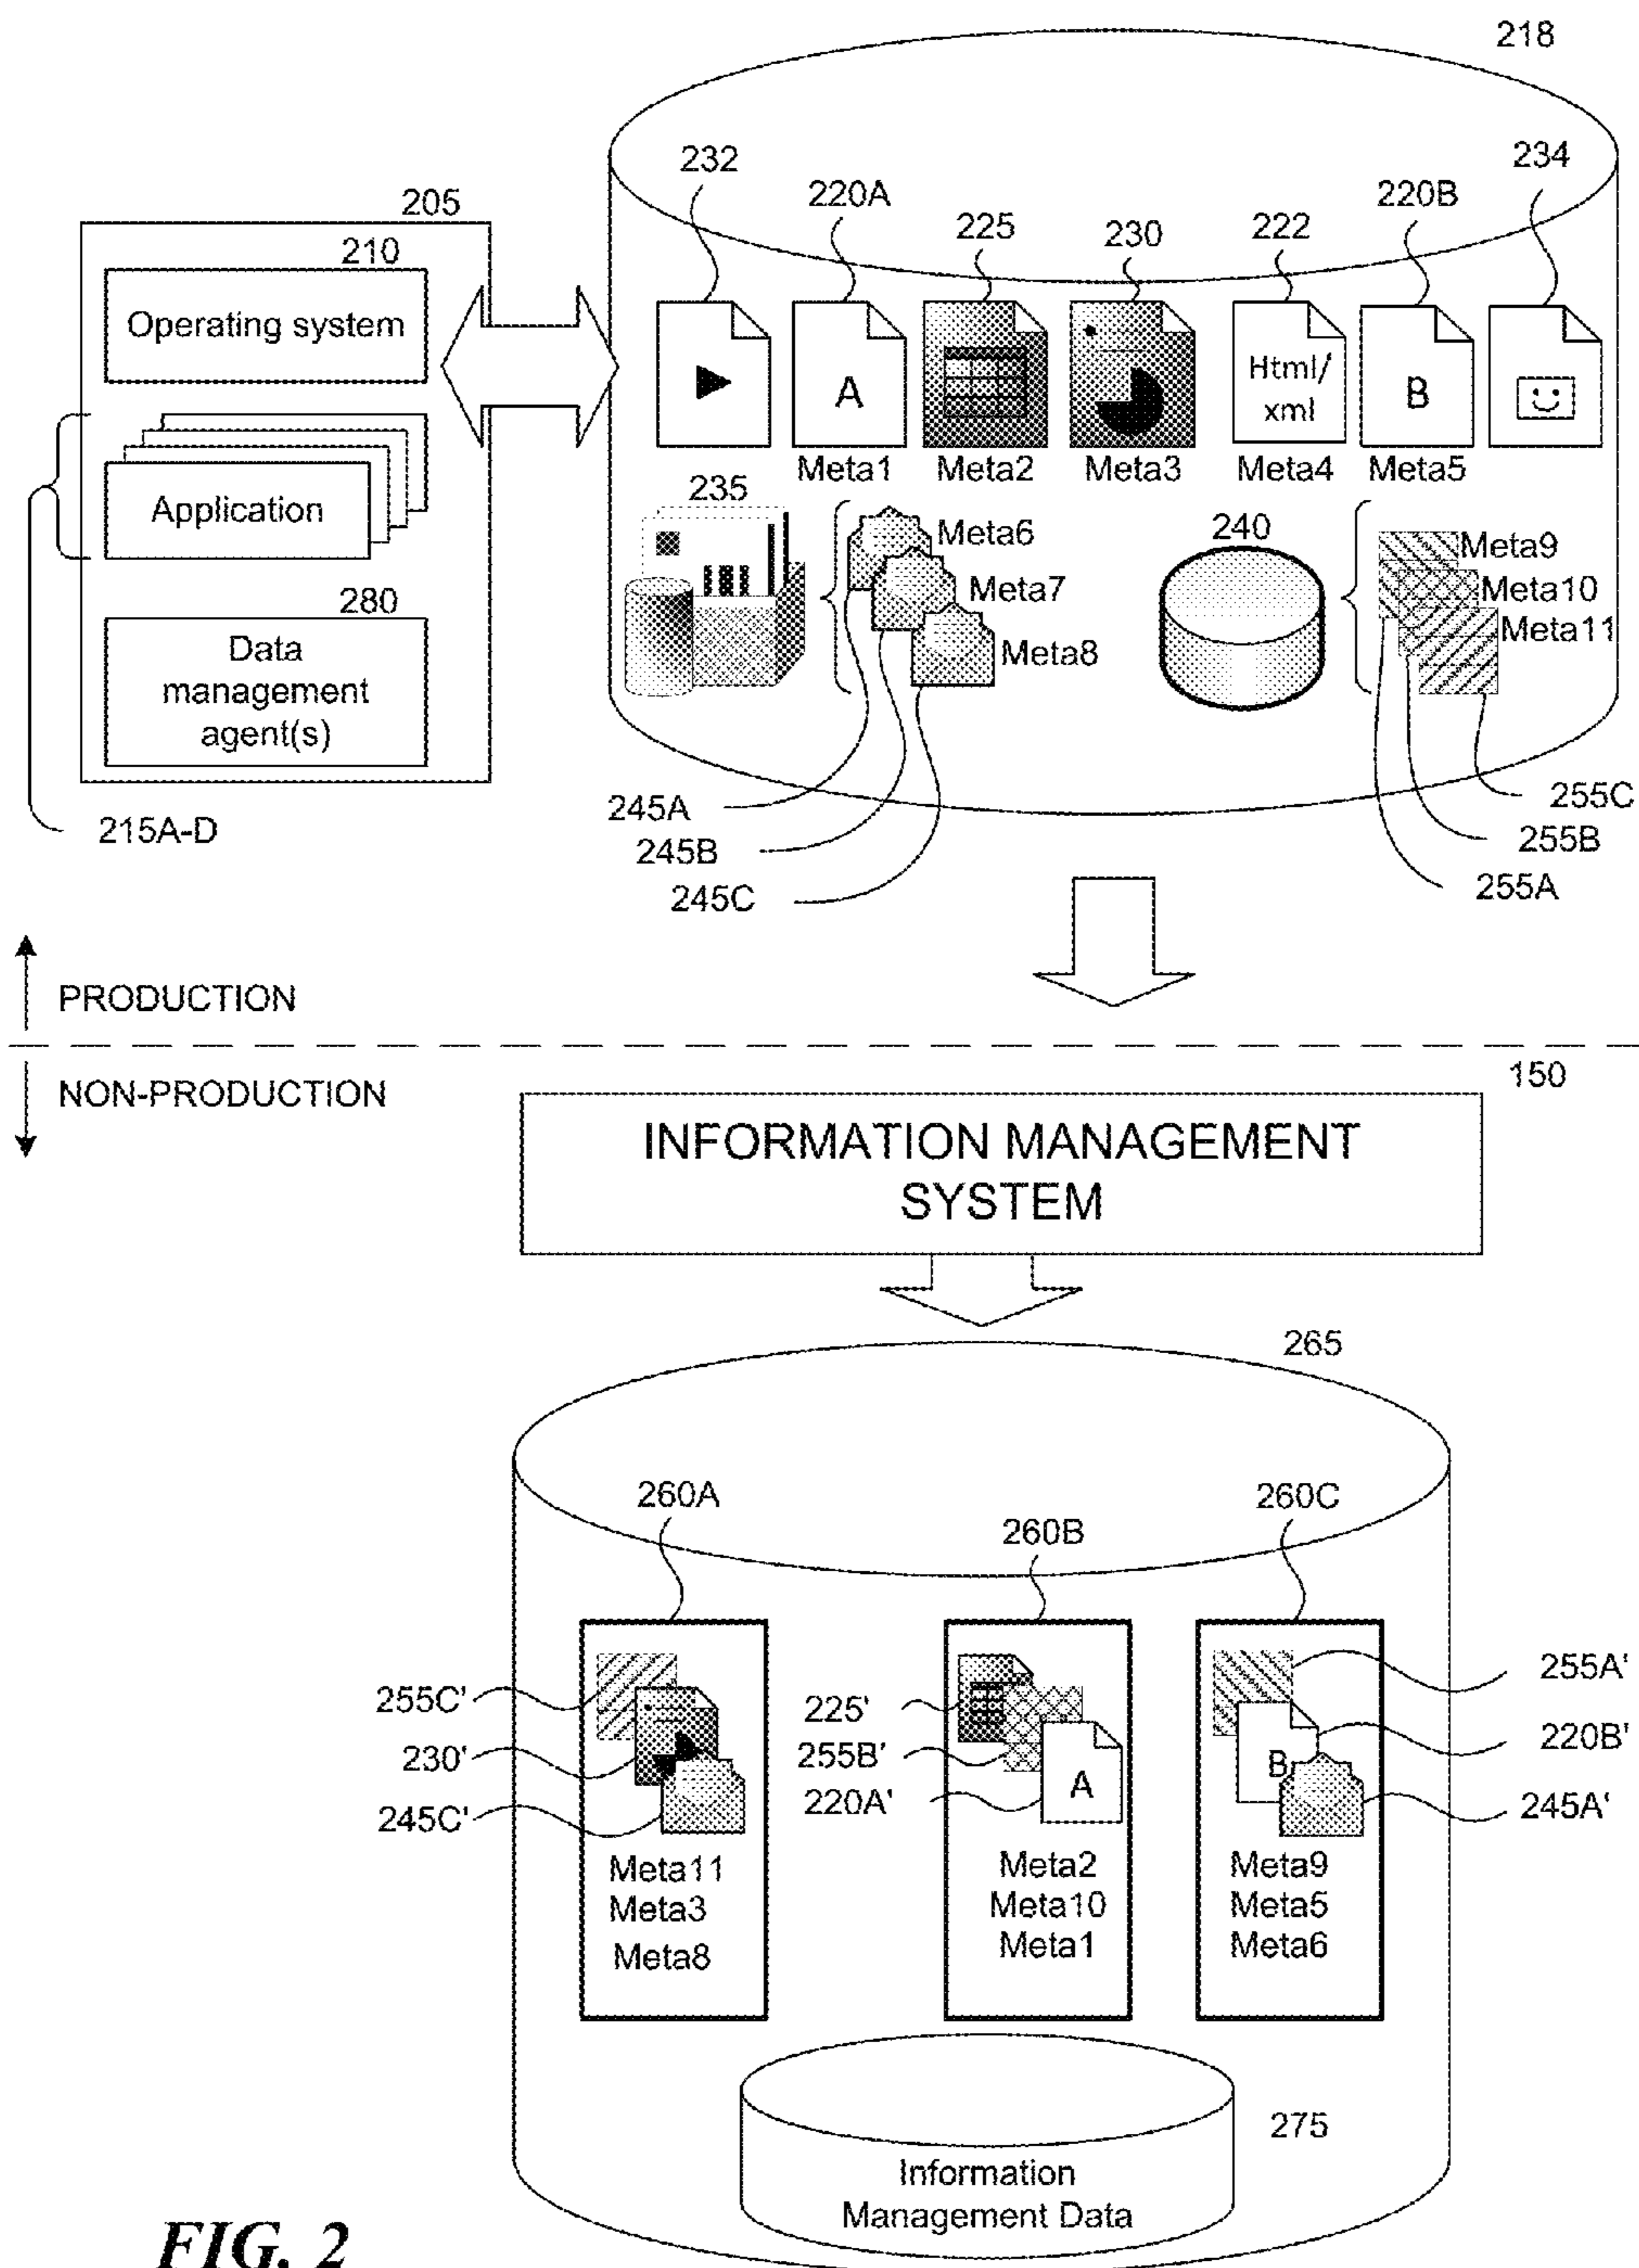 218
232
234
220A
220B
205
225
230
222
210
Operating system
Html/
xml
A
B
Meta1
Meta2
Meta3
Meta4
Meta5
235
240
Application
Meta6
Meta9
Meta7
Meta10
280
Meta11
Data
management
agent(s)
Meta8
245A
255C
215A-D
245B
255B
245C
255A
PRODUCTION
NON-PRODUCTION
150
INFORMATION MANAGEMENT
SYSTEM
265
260A
260C
260B
255C'
255A'
225'
230'
255B'
220B'
B
245C'
220A'
A
245A'
Meta11
Meta2
Meta9
Meta3
Meta10
Meta5
Meta8
Meta1
Meta6
275
Information
Management Data
FIG. 2